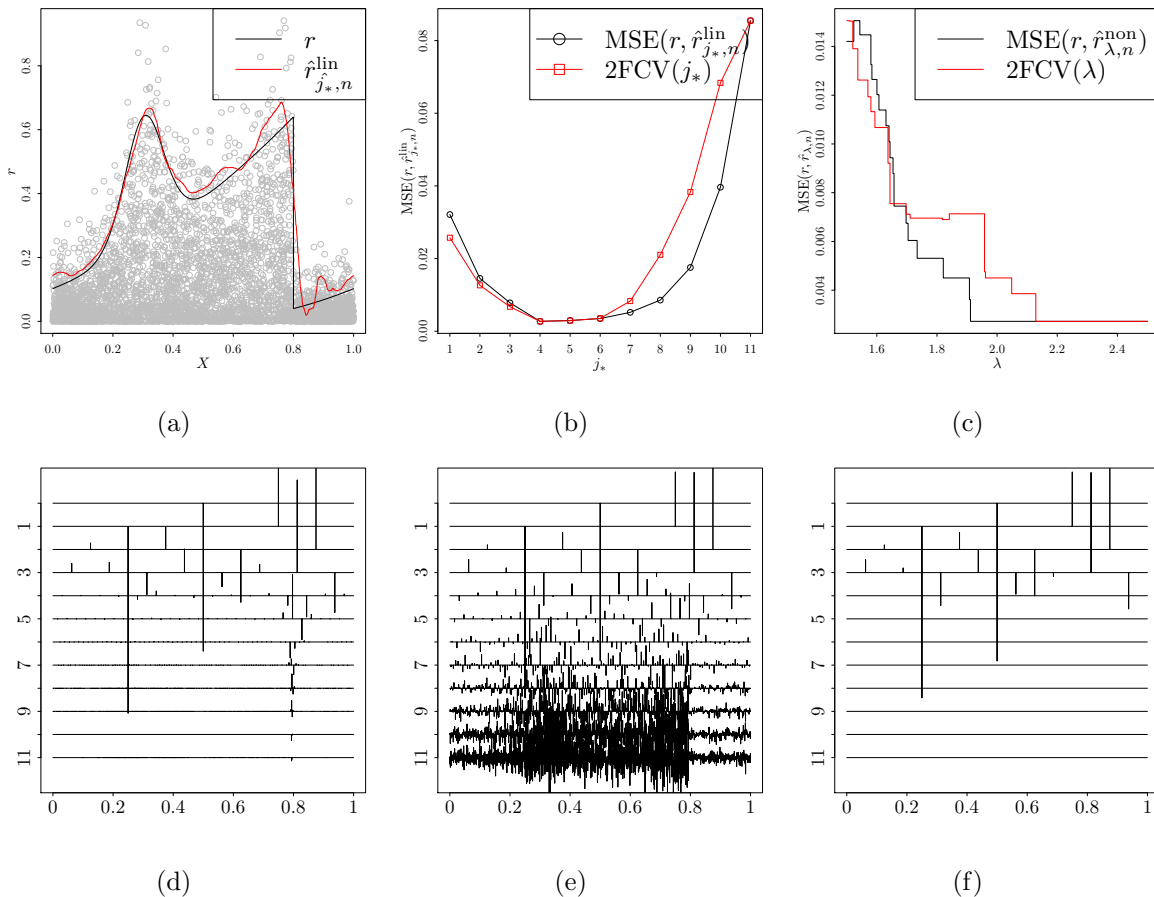 r
r̂^lin_ĵ*,n
0.0 0.2 0.4 0.6 0.8
r
0.0 0.2 0.4 0.6 0.8 1.0
X
(a)
MSE(r, r̂^lin_j*,n)
2FCV(j*)
0.00 0.02 0.04 0.06 0.08
MSE(r, r̂^lin_j*,n)
1 2 3 4 5 6 7 8 9 10 11
j*
(b)
MSE(r, r̂^non_λ,n)
2FCV(λ)
0.004 0.006 0.008 0.010 0.012 0.014
MSE(r, r̂_λ,n)
1.6 1.8 2.0 2.2 2.4
λ
(c)
1 3 5 7 9 11
0 0.2 0.4 0.6 0.8 1
(d)
1 3 5 7 9 11
0 0.2 0.4 0.6 0.8 1
(e)
1 3 5 7 9 11
0 0.2 0.4 0.6 0.8 1
(f)